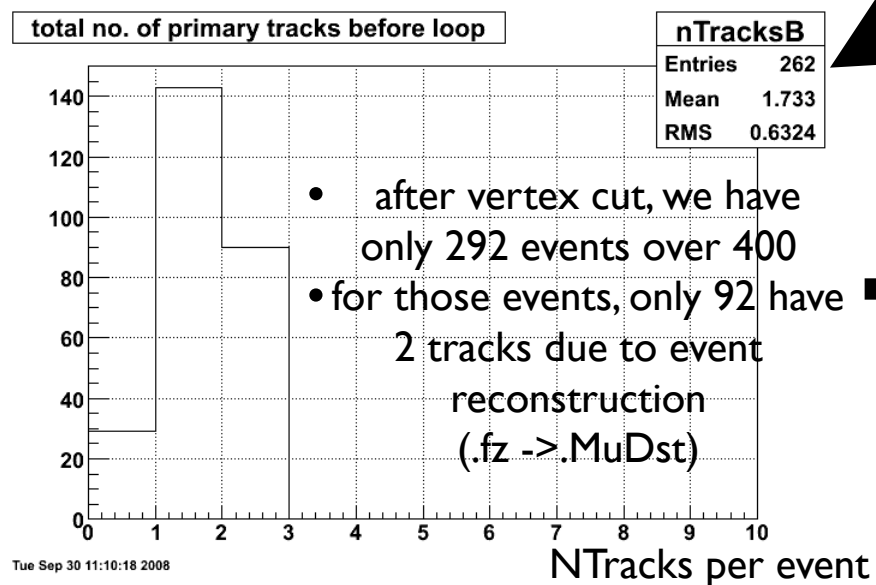 total no. of primary tracks before loop
nTracksB
Entries 262
Mean 1.733
RMS 0.6324
140
120
100
80
60
40
20
0
• after vertex cut, we have
only 292 events over 400
• for those events, only 92 have
2 tracks due to event
reconstruction
(.fz ->.MuDst)
0 1 2 3 4 5 6 7 8 9 10
Tue Sep 30 11:10:18 2008
NTracks per event